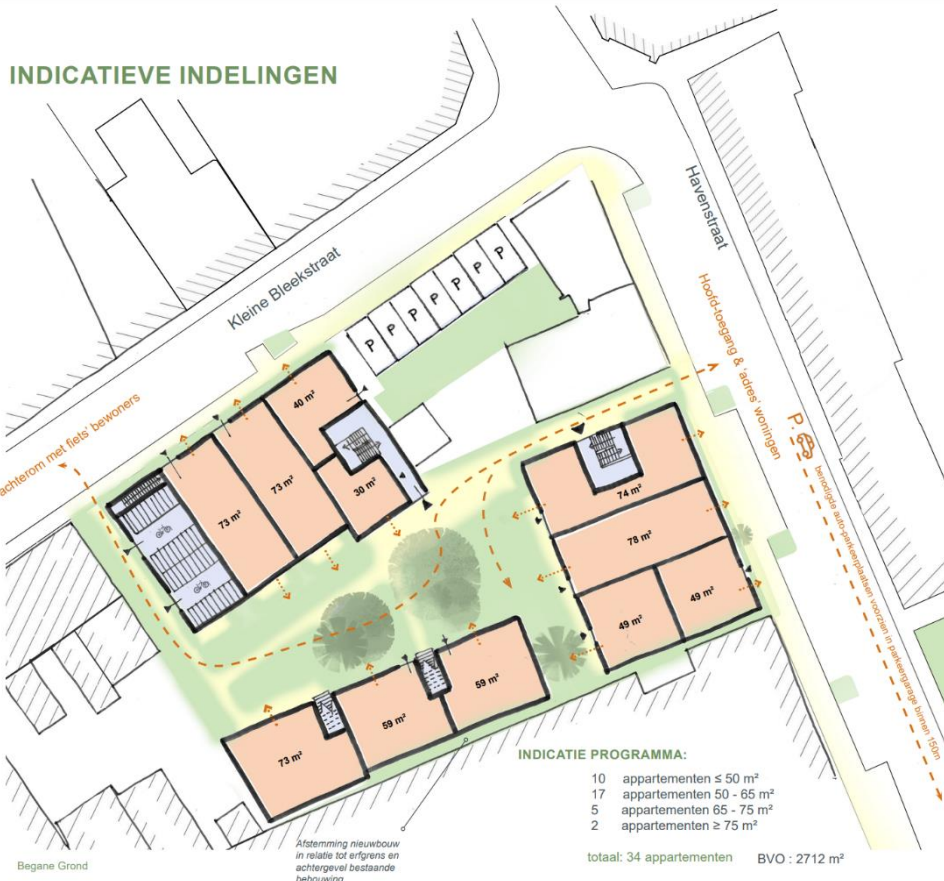 INDICATIEVE INDELINGEN
Kleine Bleekstraat
Havenstraat
Hoofd-toegang & 'adres' woningen
P.
benodigde auto-parkeerplaatsen voorzien in parkeergarage binnen 150m
achterom met fiets' bewoners
P
P
P
P
P
P
P
40 m²
73 m²
73 m²
30 m²
74 m²
78 m²
49 m²
49 m²
59 m²
59 m²
73 m²
INDICATIE PROGRAMMA:
10 appartementen ≤ 50 m²
17 appartementen 50 - 65 m²
5 appartementen 65 - 75 m²
2 appartementen ≥ 75 m²
totaal: 34 appartementen BVO : 2712 m²
Afstemming nieuwbouw
in relatie tot erfgrens en
achtergevel bestaande
bebouwing
Begane Grond